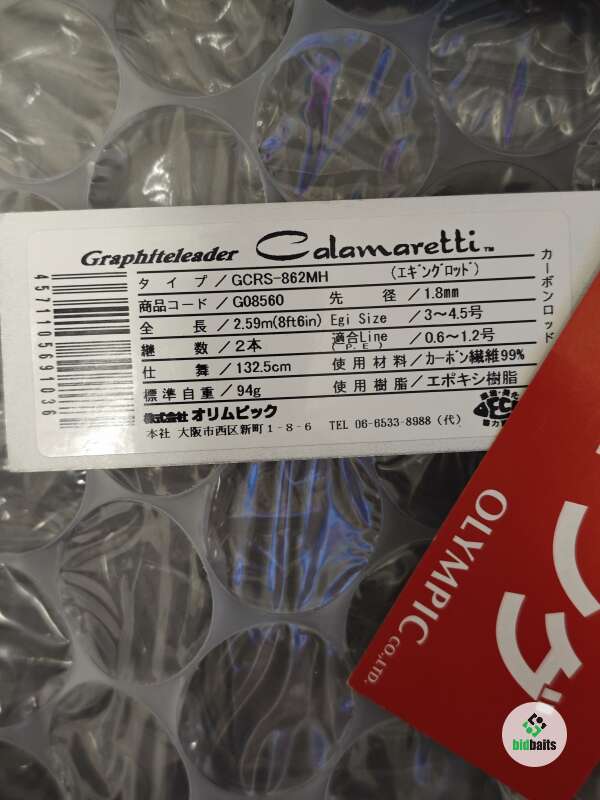 Graphiteleader Calamaretti™
タイプ/GCRS-862MH (エギングロッド)
商品コード/G08560 先径/1.8mm
全長/2.59m(8ft6in) Egi Size/3〜4.5号
継数/2本 適合Line(P.E.)/0.6〜1.2号
仕舞/132.5cm 使用材料/カーボン繊維99%
標準自重/94g 使用樹脂/エポキシ樹脂
株式会社オリムピック
本社 大阪市西区新町1-8-6 TEL 06-6533-8988(代)
カーボンロッド
4571105691036
OLYMPIC CO.,LTD.
bidbaits